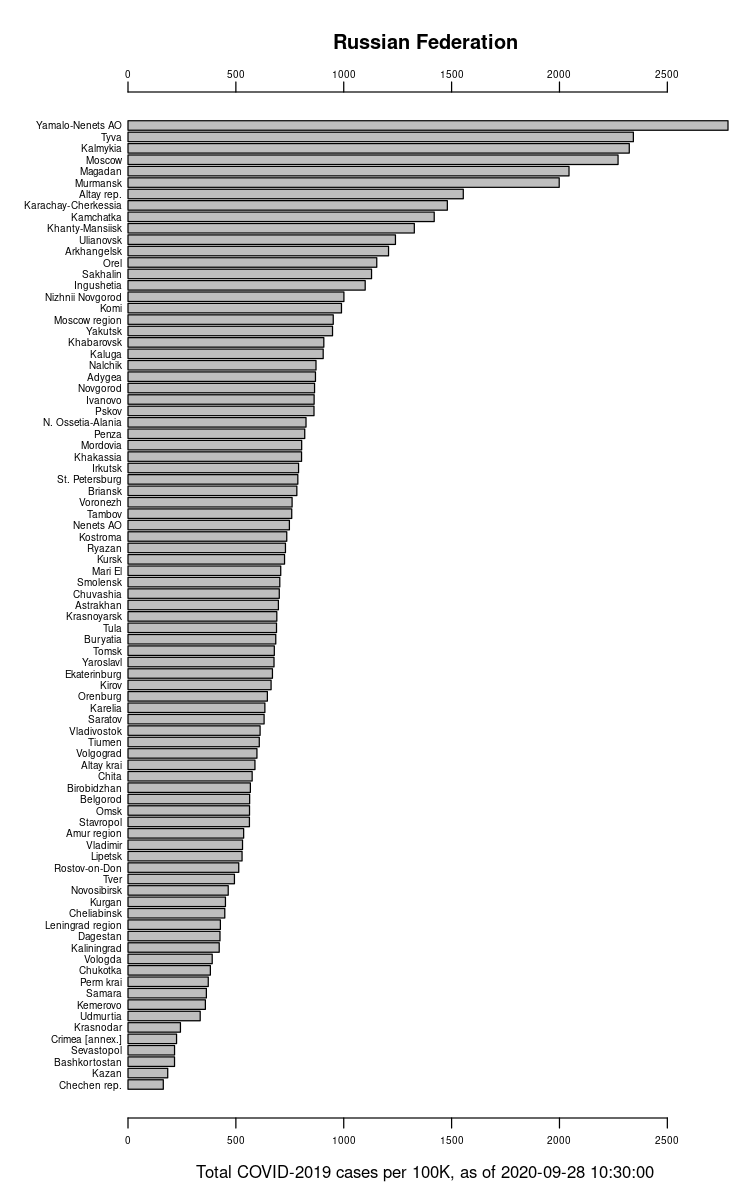 Russian Federation
0 500 1000 1500 2000 2500
Yamalo-Nenets AO
Tyva
Kalmykia
Moscow
Magadan
Murmansk
Altay rep.
Karachay-Cherkessia
Kamchatka
Khanty-Mansiisk
Ulianovsk
Arkhangelsk
Orel
Sakhalin
Ingushetia
Nizhnii Novgorod
Komi
Moscow region
Yakutsk
Khabarovsk
Kaluga
Nalchik
Adygea
Novgorod
Ivanovo
Pskov
N. Ossetia-Alania
Penza
Mordovia
Khakassia
Irkutsk
St. Petersburg
Briansk
Voronezh
Tambov
Nenets AO
Kostroma
Ryazan
Kursk
Mari El
Smolensk
Chuvashia
Astrakhan
Krasnoyarsk
Tula
Buryatia
Tomsk
Yaroslavl
Ekaterinburg
Kirov
Orenburg
Karelia
Saratov
Vladivostok
Tiumen
Volgograd
Altay krai
Chita
Birobidzhan
Belgorod
Omsk
Stavropol
Amur region
Vladimir
Lipetsk
Rostov-on-Don
Tver
Novosibirsk
Kurgan
Cheliabinsk
Leningrad region
Dagestan
Kaliningrad
Vologda
Chukotka
Perm krai
Samara
Kemerovo
Udmurtia
Krasnodar
Crimea [annex.]
Sevastopol
Bashkortostan
Kazan
Chechen rep.
0 500 1000 1500 2000 2500
Total COVID-2019 cases per 100K, as of 2020-09-28 10:30:00